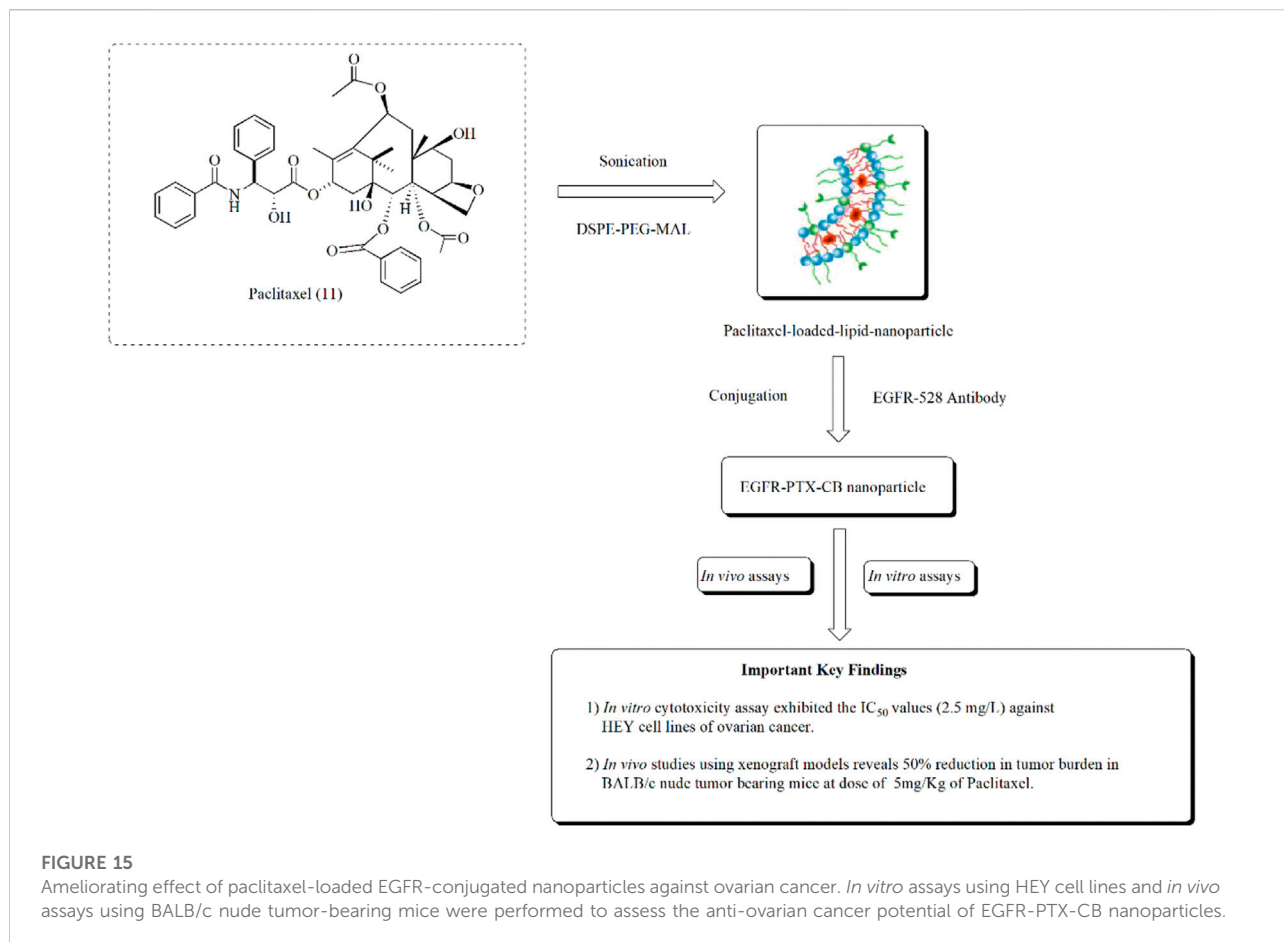 O
O
OH
O
O
N
H
OH
O
O
HO
H
O
O
O
O
O
Paclitaxel (11)
Sonication
DSPE-PEG-MAL
Paclitaxel-loaded-lipid-nanoparticle
Conjugation
EGFR-528 Antibody
EGFR-PTX-CB nanoparticle
In vivo assays
In vitro assays
Important Key Findings
1) In vitro cytotoxicity assay exhibited the IC50 values (2.5 mg/L) against
HEY cell lines of ovarian cancer.
2) In vivo studies using xenograft models reveals 50% reduction in tumor burden in
BALB/c nude tumor bearing mice at dose of 5mg/Kg of Paclitaxel.
FIGURE 15
Ameliorating effect of paclitaxel-loaded EGFR-conjugated nanoparticles against ovarian cancer. In vitro assays using HEY cell lines and in vivo
assays using BALB/c nude tumor-bearing mice were performed to assess the anti-ovarian cancer potential of EGFR-PTX-CB nanoparticles.